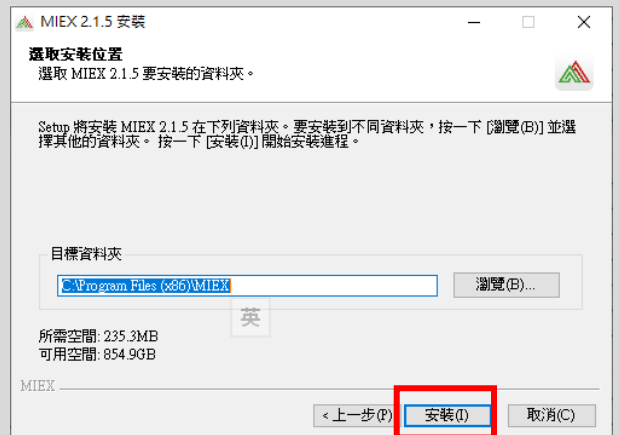 MIEX 2.1.5 安裝
選取安裝位置
選取 MIEX 2.1.5 要安裝的資料夾。
Setup 將安裝 MIEX 2.1.5 在下列資料夾。要安裝到不同資料夾，按一下 [瀏覽(B)] 並選
擇其他的資料夾。 按一下 [安裝(I)] 開始安裝進程。
目標資料夾
C:\Program Files (x86)\MIEX
瀏覽(B)...
英
所需空間: 235.3MB
可用空間: 854.9GB
MIEX
<上一步(P)
安裝(I)
取消(C)